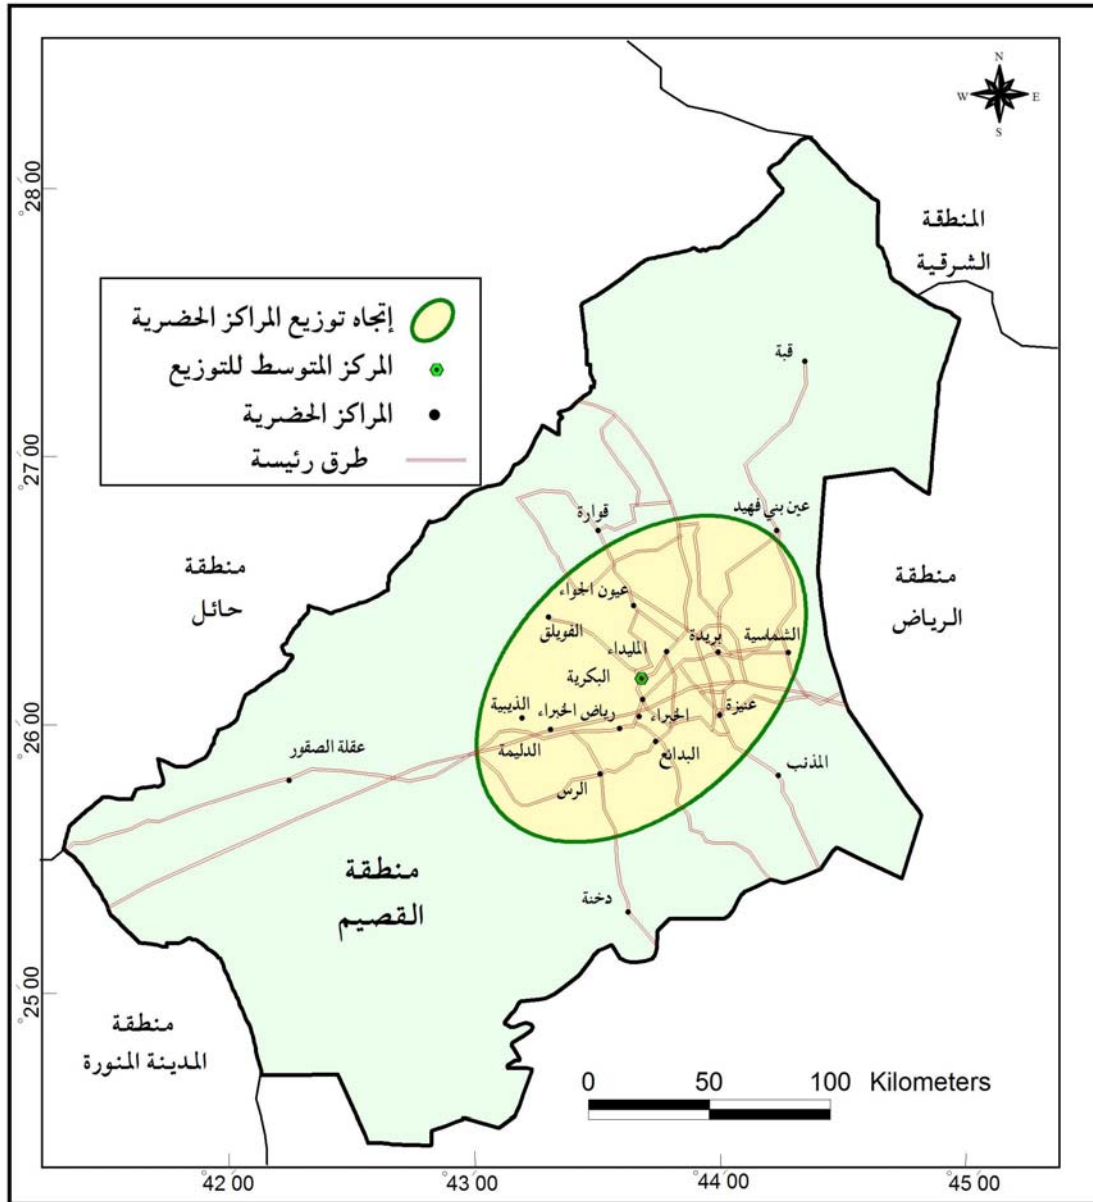 N
W E
S
°28´00
°27´00
°26´00
°25´00
المنطقة
الشرقية
إتجاه توزيع المراكز الحضرية
المركز المتوسط للتوزيع
المراكز الحضرية
طرق رئيسة
قبة
عين بني فهيد
قوارة
منطقة
حائل
منطقة
الرياض
عيون الجواء
الفويلق
المليداء
بريدة
الشماسية
البكرية
الذيبية
رياض الخبراء
الخبراء
عنيزة
الدليمة
البدائع
المذنب
عقلة الصقور
الرس
منطقة
القصيم
دخنة
منطقة
المدينة المنورة
0 50 100 Kilometers
°42´00 °43´00 °44´00 °45´00